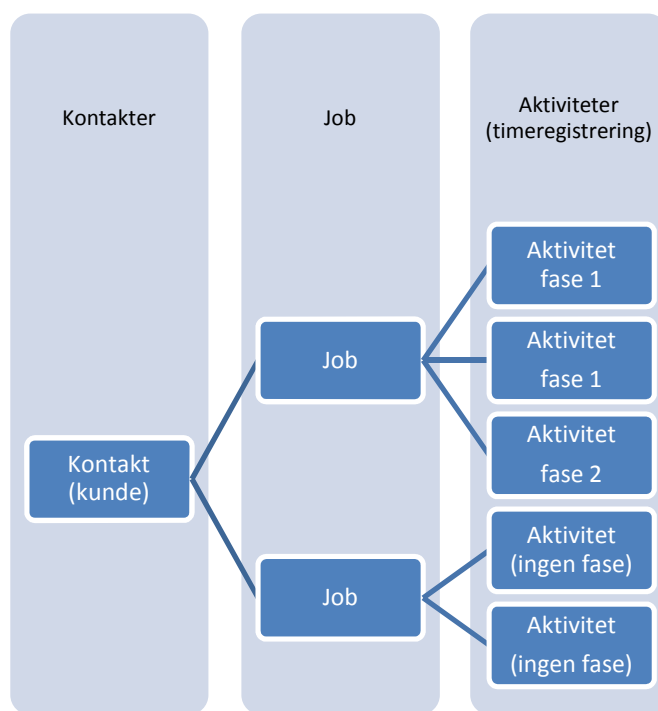 Kontakter
Job
Aktiviteter
(timeregistrering)
Kontakt
(kunde)
Job
Aktivitet
fase 1
Aktivitet
fase 1
Aktivitet
fase 2
Job
Aktivitet
(ingen fase)
Aktivitet
(ingen fase)